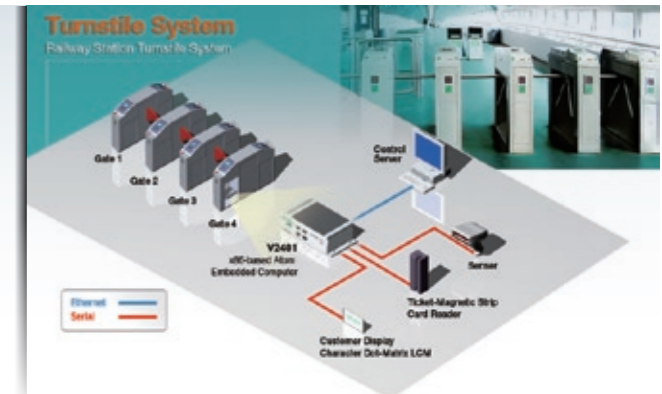 Turnstile System
Railway Station Turnstile System
Gate 1
Gate 2
Gate 3
Gate 4
Control
Server
V2401
x86-based Atom
Embedded Computer
Ticket-Magnetic Strip
Card Reader
Customer Display
Character Dot-Matrix LCM
Ethernet
Serial